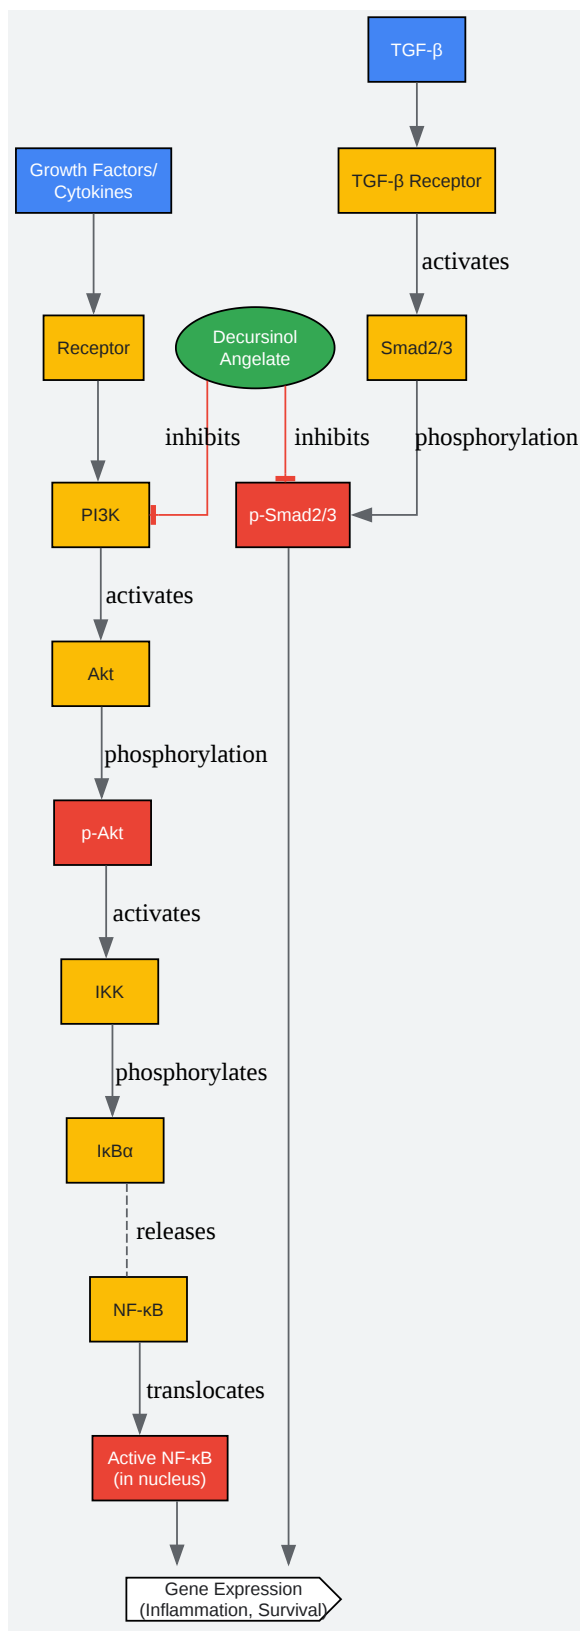 TGF-β
Growth Factors/
Cytokines
TGF-β Receptor
activates
Receptor
Decursinol
Angelate
Smad2/3
inhibits
inhibits
phosphorylation
PI3K
p-Smad2/3
activates
Akt
phosphorylation
p-Akt
activates
IKK
phosphorylates
IκBα
releases
NF-κB
translocates
Active NF-κB
(in nucleus)
Gene Expression
(Inflammation, Survival)